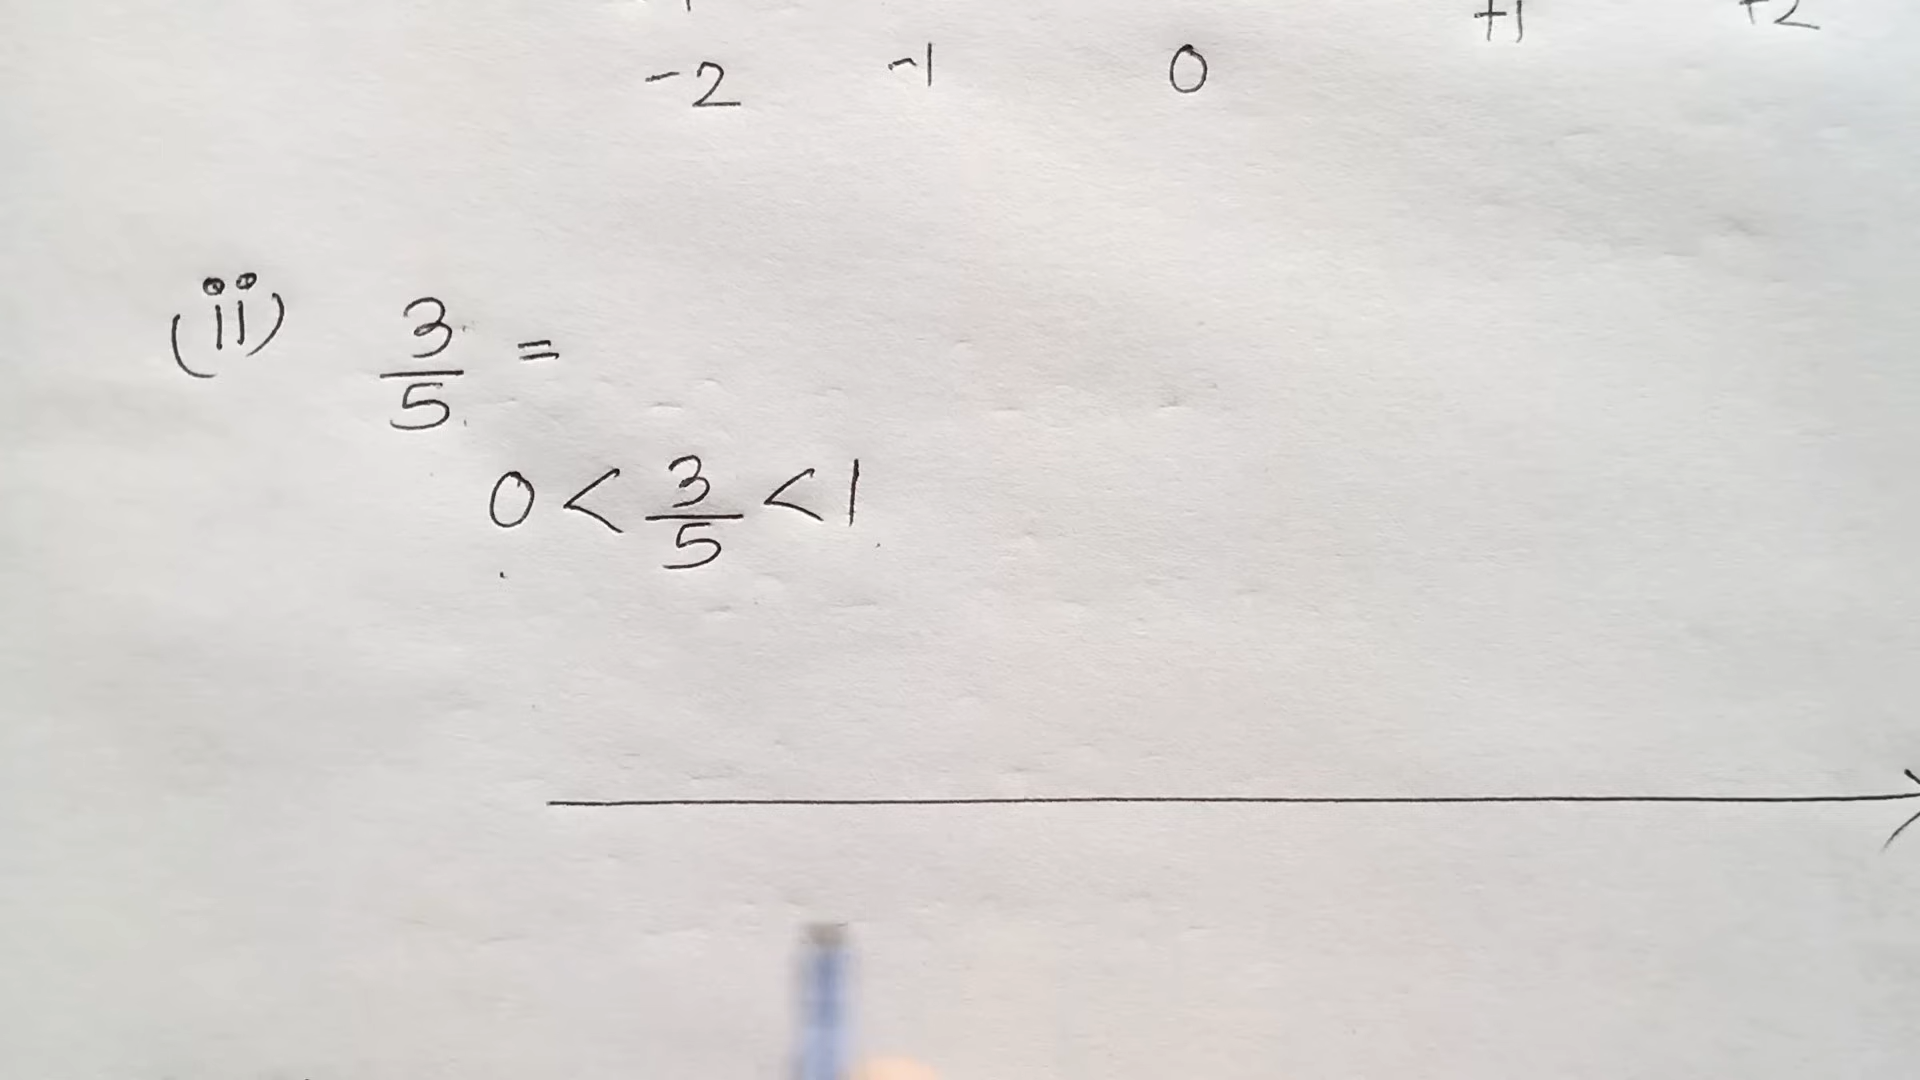 +1 +2
-2 -1 0
(ii) 3/5 =
0 < 3/5 < 1